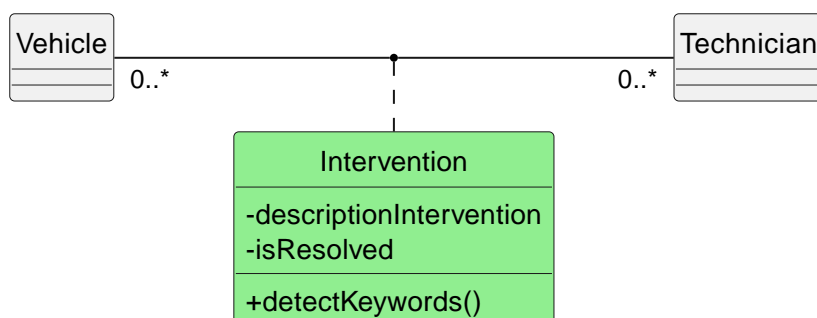 Vehicle
Technician
0..*
0..*
Intervention
-descriptionIntervention
-isResolved
+detectKeywords()